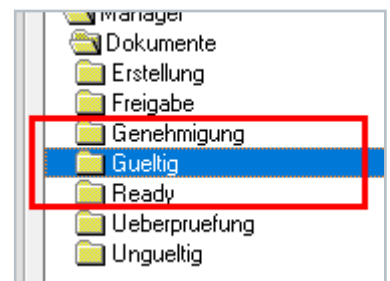 Manager
Dokumente
Erstellung
Freigabe
Genehmigung
Gueltig
Ready
Ueberpruefung
Ungueltig